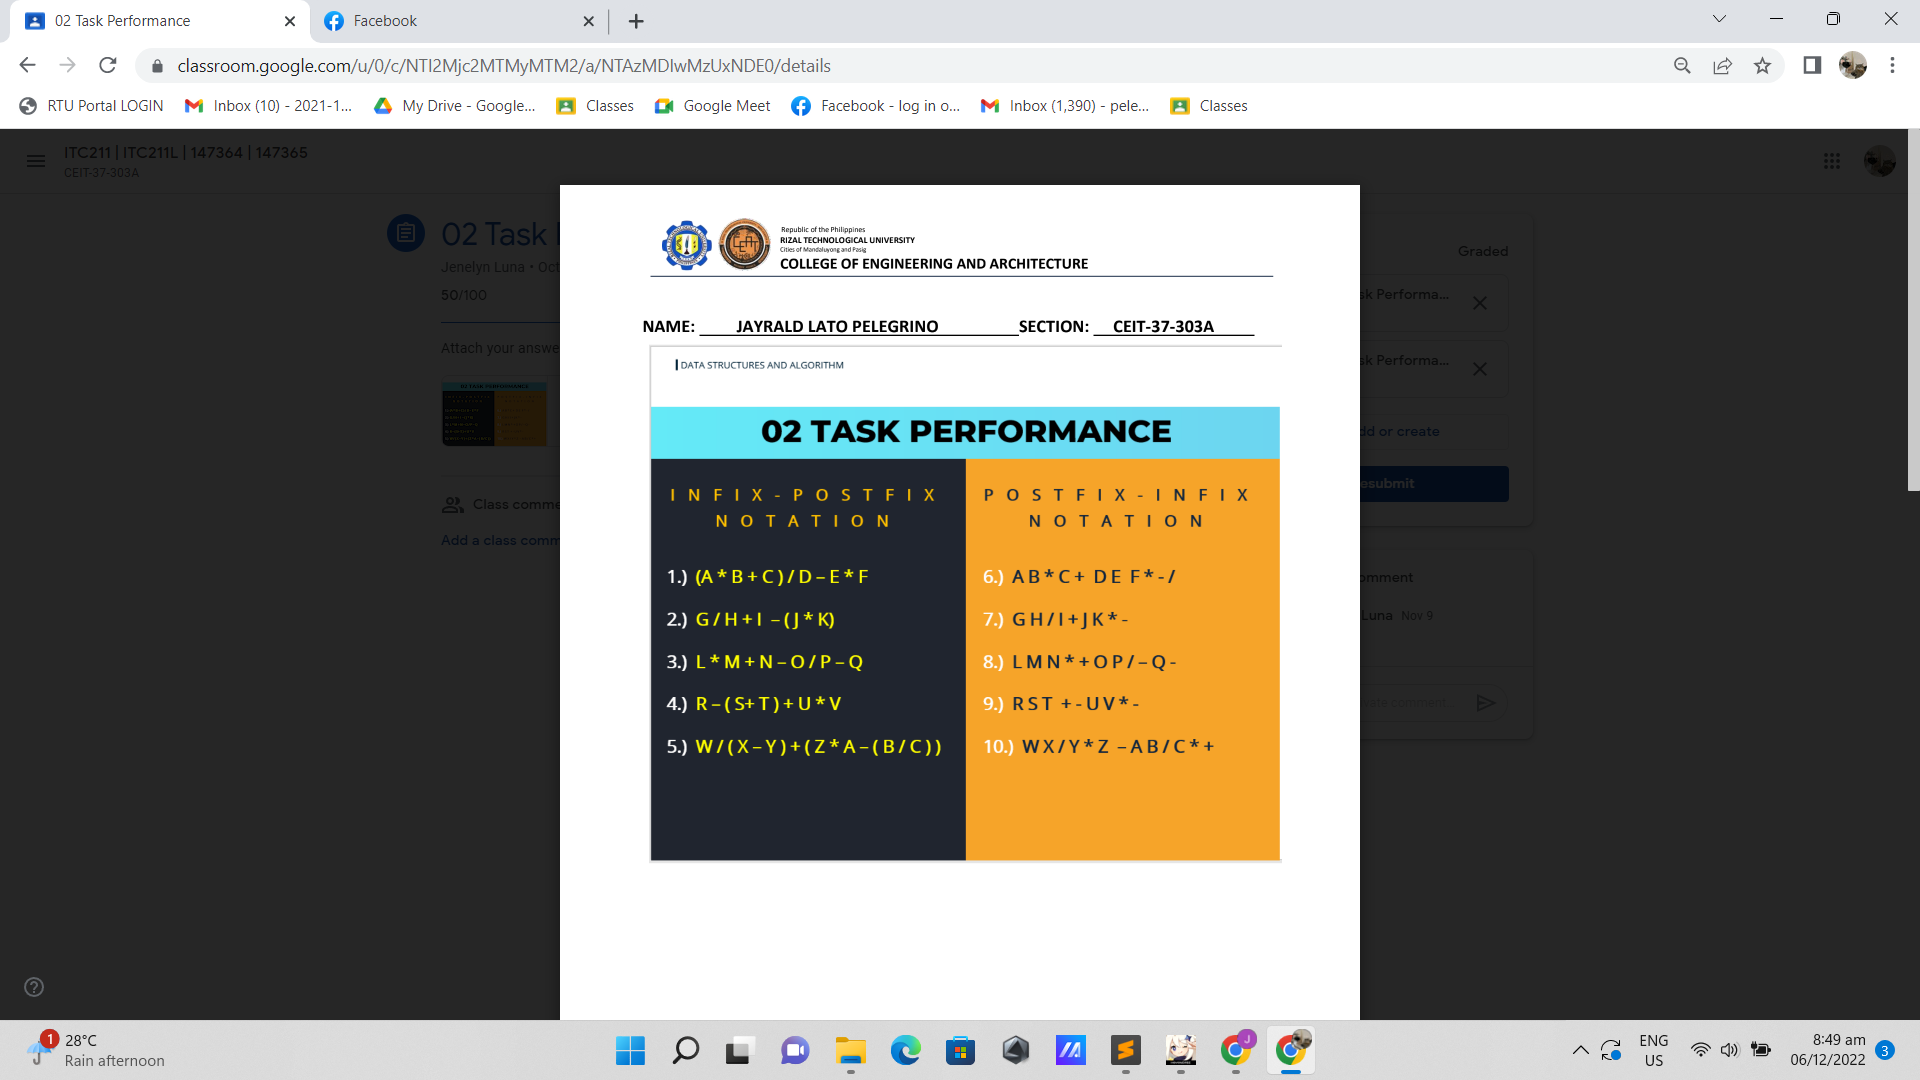 02 Task Performance
Facebook
classroom.google.com/u/0/c/NTI2Mjc2MTMyMTM2/a/NTAzMDIwMzUxNDE0/details
RTU Portal LOGIN
Inbox (10) - 2021-1...
My Drive - Google...
Classes
Google Meet
Facebook - log in o...
Inbox (1,390) - pele...
Classes
ITC211 | ITC211L | 147364 | 147365
CEIT-37-303A
02 Task
Jenelyn Luna • Oct
50/100
Attach your answe
Class comme
Add a class comm
Graded
sk Performa...
sk Performa...
dd or create
esubmit
omment
Luna Nov 9
Republic of the Philippines
RIZAL TECHNOLOGICAL UNIVERSITY
Cities of Mandaluyong and Pasig
COLLEGE OF ENGINEERING AND ARCHITECTURE
NAME: JAYRALD LATO PELEGRINO SECTION: CEIT-37-303A
DATA STRUCTURES AND ALGORITHM
02 TASK PERFORMANCE
INFIX-POSTFIX
NOTATION
1.) (A*B+C)/D–E*F
2.) G/H+I–(J*K)
3.) L*M+N–O/P–Q
4.) R–(S+T)+U*V
5.) W/(X–Y)+(Z*A–(B/C))
POSTFIX-INFIX
NOTATION
6.) AB*C+ DE F*-/
7.) GH/I+JK*-
8.) LMN*+OP/–Q-
9.) RST +-UV*-
10.) WX/Y*Z –AB/C*+
1
28°C
Rain afternoon
J
ENG
US
8:49 am
06/12/2022
3